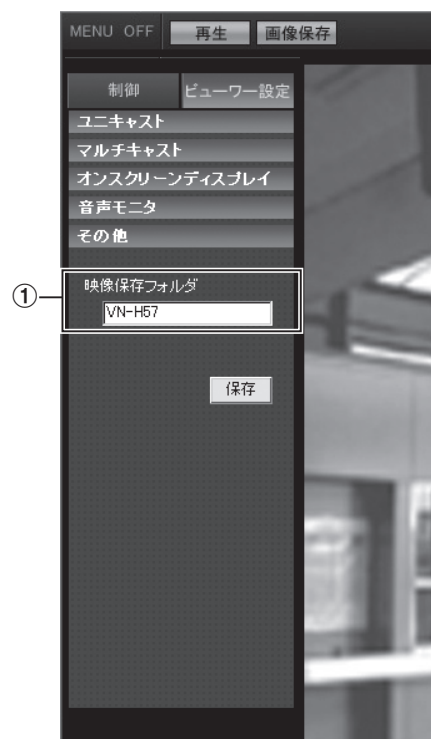 MENU OFF 再生 画像保存
制御 ビューワー設定
ユニキャスト
マルチキャスト
オンスクリーンディスプレイ
音声モニタ
その他
① 映像保存フォルダ
VN-H57
保存